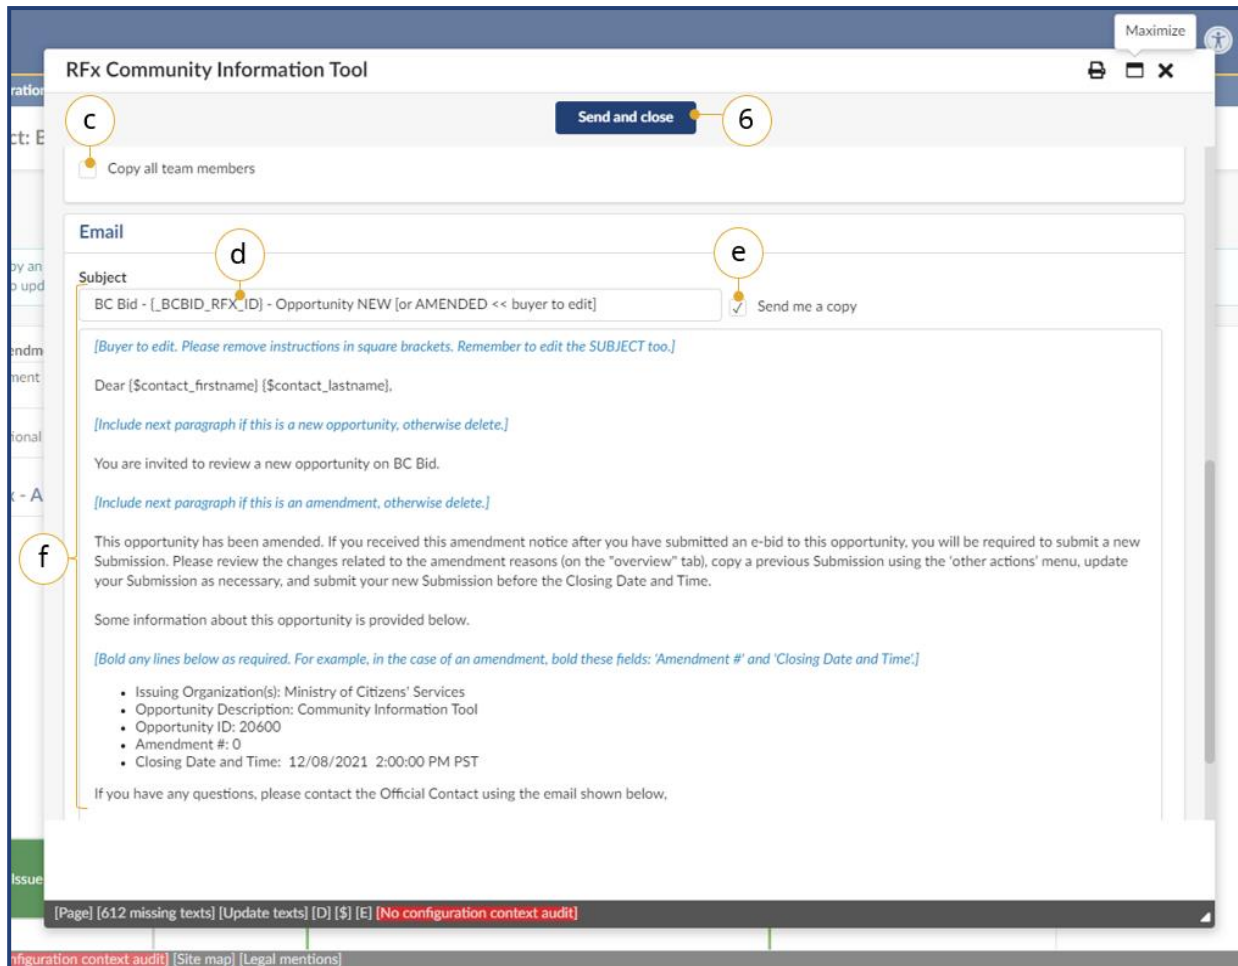 Maximize
RFx Community Information Tool
ration
c
Send and close
6
ct: E
Copy all team members
Email
d
e
by an
o upd
Subject
BC Bid - {_BCBID_RFX_ID} - Opportunity NEW [or AMENDED << buyer to edit]
Send me a copy
[Buyer to edit. Please remove instructions in square brackets. Remember to edit the SUBJECT too.]
endm
ment
Dear {$contact_firstname} {$contact_lastname},
[Include next paragraph if this is a new opportunity, otherwise delete.]
ional
You are invited to review a new opportunity on BC Bid.
x - A
[Include next paragraph if this is an amendment, otherwise delete.]
f
This opportunity has been amended. If you received this amendment notice after you have submitted an e-bid to this opportunity, you will be required to submit a new
Submission. Please review the changes related to the amendment reasons (on the "overview" tab), copy a previous Submission using the 'other actions' menu, update
your Submission as necessary, and submit your new Submission before the Closing Date and Time.
Some information about this opportunity is provided below.
[Bold any lines below as required. For example, in the case of an amendment, bold these fields: 'Amendment #' and 'Closing Date and Time'.]
• Issuing Organization(s): Ministry of Citizens' Services
• Opportunity Description: Community Information Tool
• Opportunity ID: 20600
• Amendment #: 0
• Closing Date and Time: 12/08/2021 2:00:00 PM PST
If you have any questions, please contact the Official Contact using the email shown below,
Issue
[Page] [612 missing texts] [Update texts] [D] [$] [E] [No configuration context audit]
nfiguration context audit] [Site map] [Legal mentions]